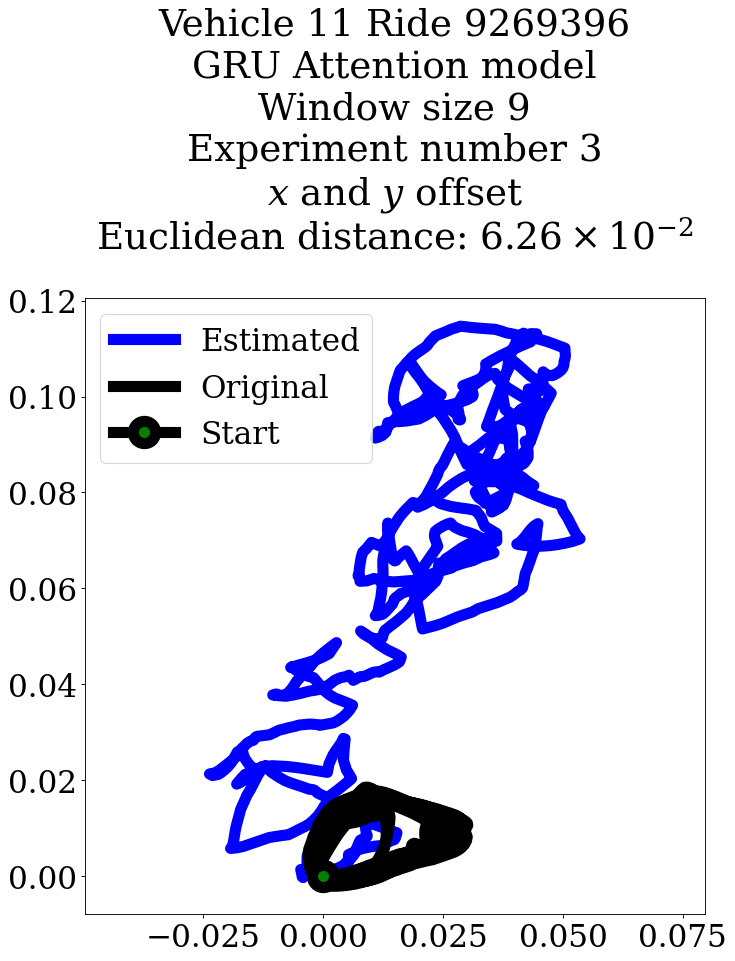 Vehicle 11 Ride 9269396
GRU Attention model
Window size 9
Experiment number 3
x and y offset
Euclidean distance: 6.26 × 10⁻²
0.12
0.10
0.08
0.06
0.04
0.02
0.00
Estimated
Original
Start
−0.025 0.000 0.025 0.050 0.075